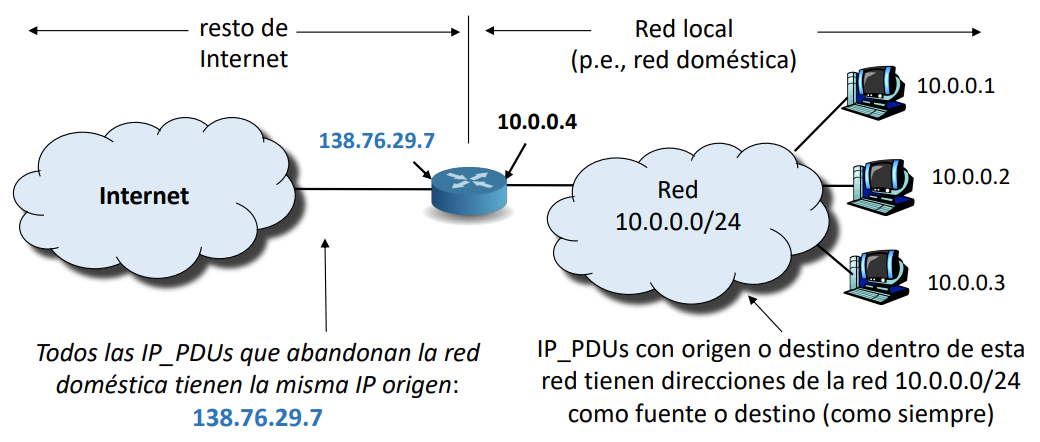 resto de
Internet
Red local
(p.e., red doméstica)
10.0.0.1
138.76.29.7
10.0.0.4
10.0.0.2
Internet
Red
10.0.0.0/24
10.0.0.3
Todos las IP_PDUs que abandonan la red
doméstica tienen la misma IP origen:
138.76.29.7
IP_PDUs con origen o destino dentro de esta
red tienen direcciones de la red 10.0.0.0/24
como fuente o destino (como siempre)